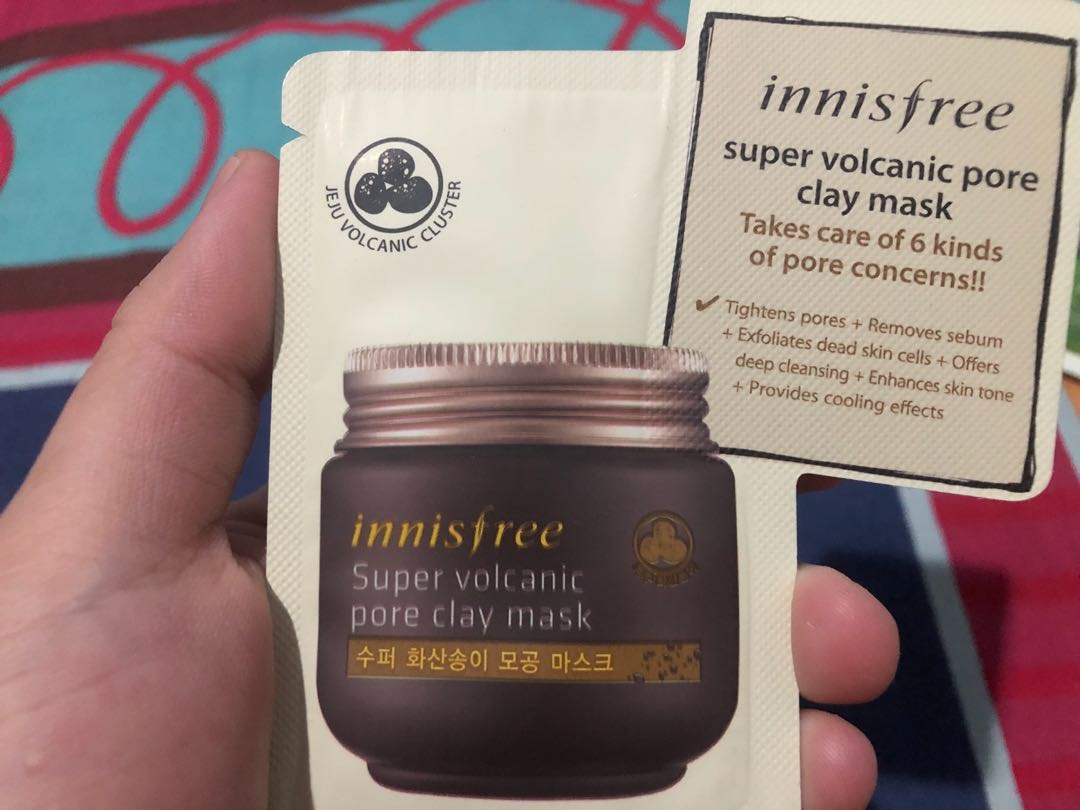 JEJU VOLCANIC CLUSTER
innisfree
super volcanic pore
clay mask
Takes care of 6 kinds
of pore concerns!!
✔ Tightens pores + Removes sebum
+ Exfoliates dead skin cells + Offers
deep cleansing + Enhances skin tone
+ Provides cooling effects
innisfree
Super volcanic
pore clay mask
수퍼 화산송이 모공 마스크